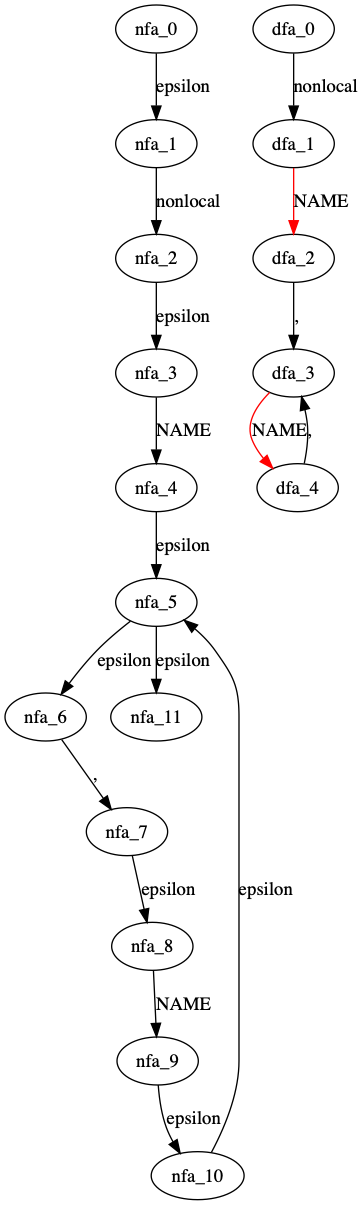 nfa_0 dfa_0
epsilon nonlocal
nfa_1 dfa_1
nonlocal NAME
nfa_2 dfa_2
epsilon ,
nfa_3 dfa_3
NAME NAME ,
nfa_4 dfa_4
epsilon
nfa_5
epsilon epsilon
nfa_6 nfa_11
,
nfa_7
epsilon epsilon
nfa_8
NAME
nfa_9
epsilon
nfa_10